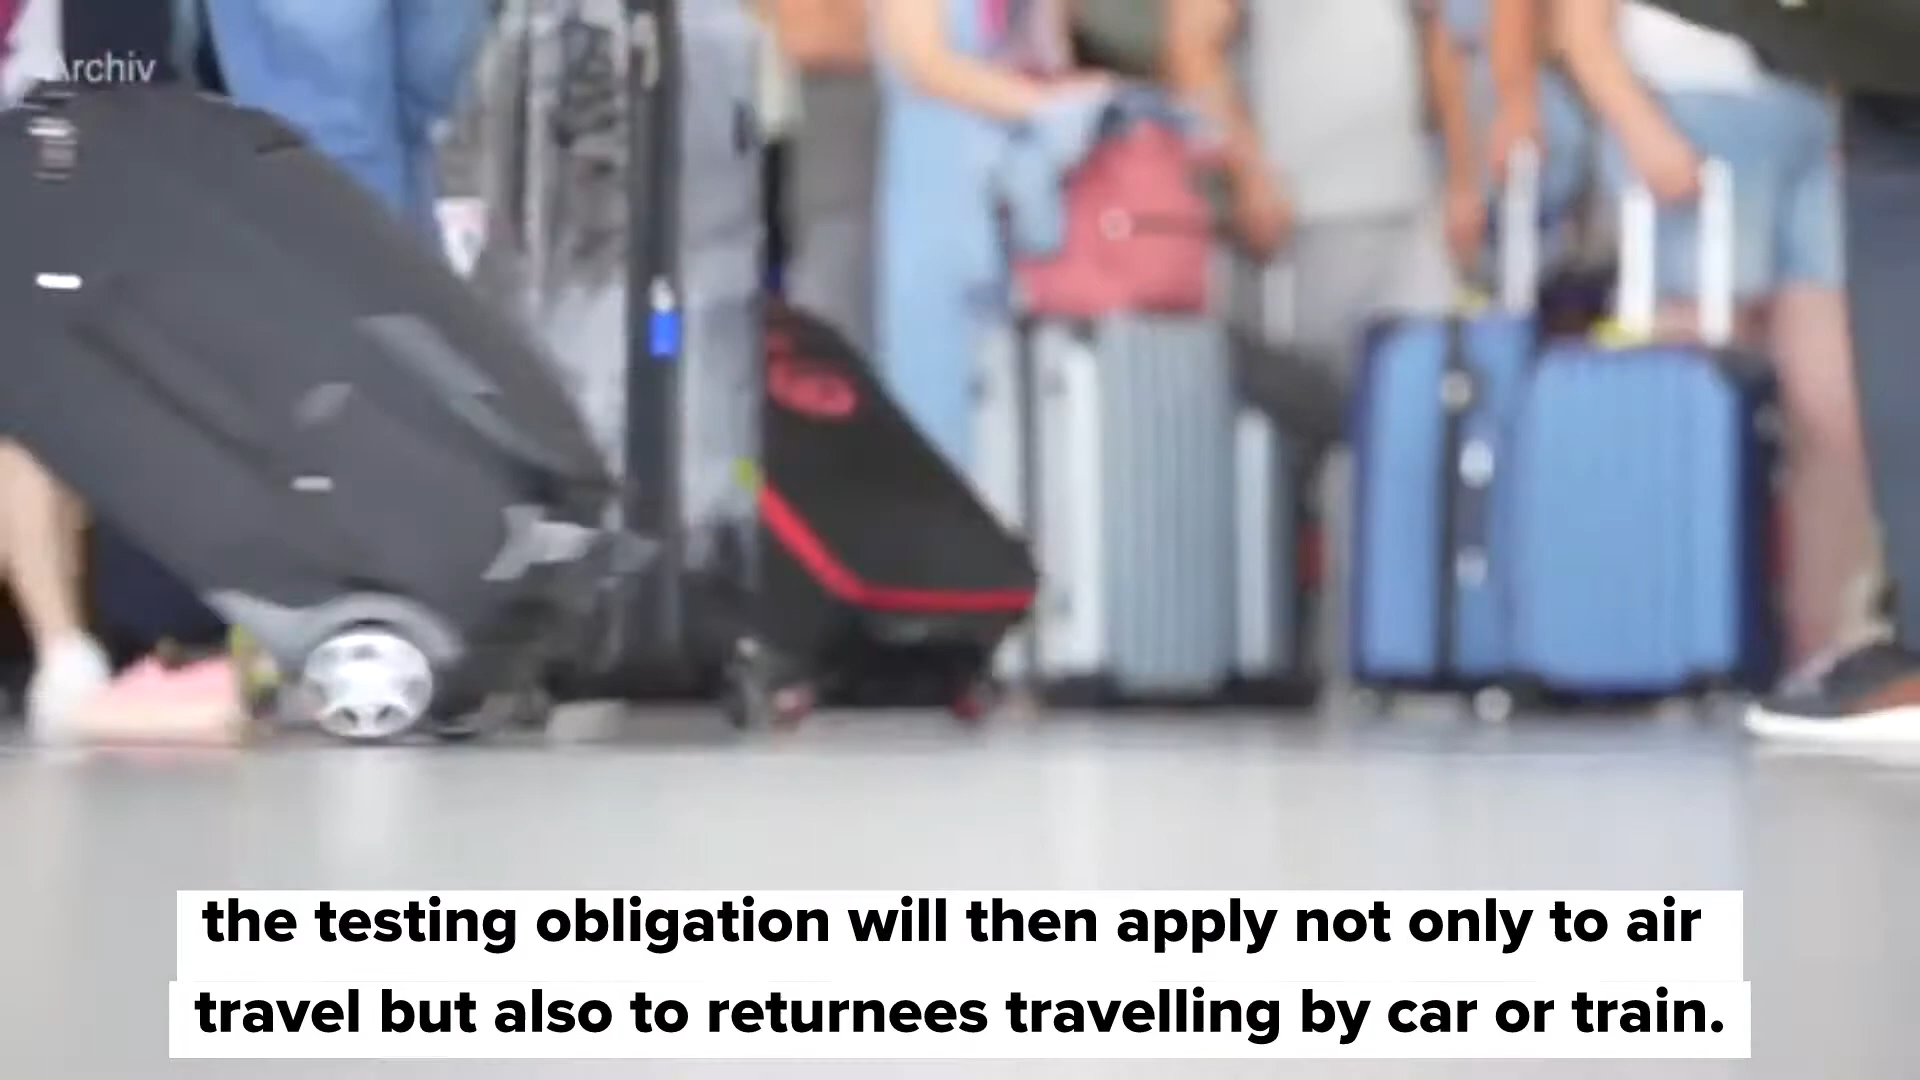 Archiv
the testing obligation will then apply not only to air
travel but also to returnees travelling by car or train.